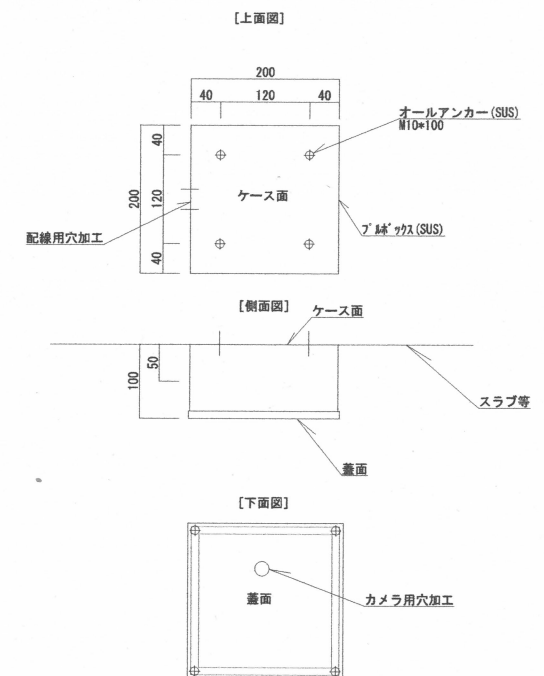 [上面図]
200
40
120
40
オールアンカー(SUS)
M10*100
200
40
120
40
ケース面
配線用穴加工
プルボックス(SUS)
[側面図]
ケース面
100
50
スラブ等
蓋面
[下面図]
蓋面
カメラ用穴加工